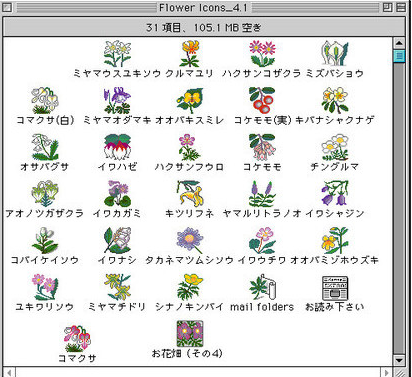 Flower Icons_4.1
31 項目、105.1 MB 空き
ミヤマウスユキソウ クルマユリ ハクサンコザクラ ミズバショウ
コマクサ(白) ミヤマオダマキ オオバキスミレ コケモモ(実) キバナシャクナゲ
オサバグサ イワハゼ ハクサンフウロ コケモモ チングルマ
アオノツガザクラ イワカガミ キツリフネ ヤマルリトラノオ イワシャジン
コバイケイソウ イワナシ タカネマツムシソウ イワウチワ オオバミゾホウズキ
ユキワリソウ ミヤマチドリ シナノキンバイ mail folders お読み下さい
コマクサ お花畑（その4）